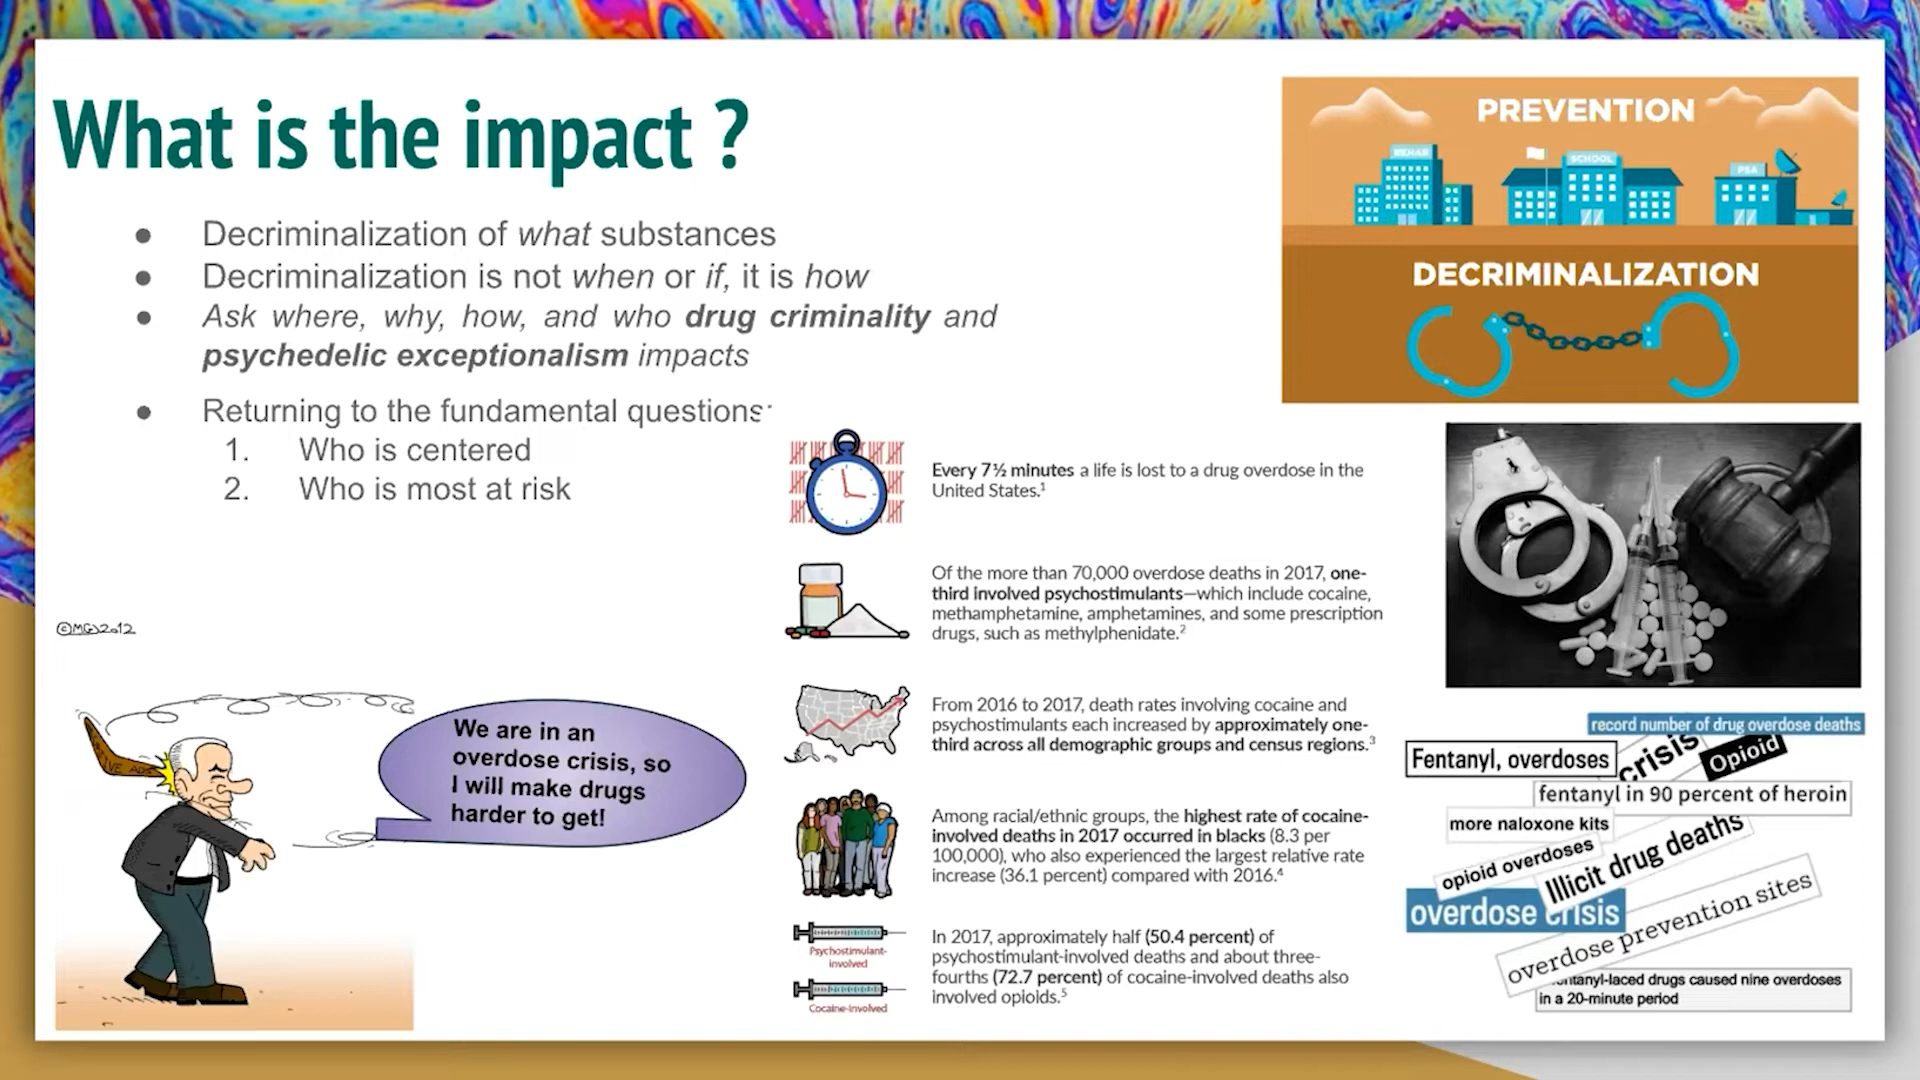 What is the impact ?
● Decriminalization of what substances
● Decriminalization is not when or if, it is how
● Ask where, why, how, and who drug criminality and
psychedelic exceptionalism impacts
● Returning to the fundamental questions:
1. Who is centered
2. Who is most at risk
PREVENTION
REHAB
SCHOOL
PSA
DECRIMINALIZATION
Every 7½ minutes a life is lost to a drug overdose in the
United States.1
Of the more than 70,000 overdose deaths in 2017, one-
third involved psychostimulants—which include cocaine,
methamphetamine, amphetamines, and some prescription
drugs, such as methylphenidate.2
From 2016 to 2017, death rates involving cocaine and
psychostimulants each increased by approximately one-
third across all demographic groups and census regions.3
Among racial/ethnic groups, the highest rate of cocaine-
involved deaths in 2017 occurred in blacks (8.3 per
100,000), who also experienced the largest relative rate
increase (36.1 percent) compared with 2016.4
Psychostimulant-
involved
Cocaine-involved
In 2017, approximately half (50.4 percent) of
psychostimulant-involved deaths and about three-
fourths (72.7 percent) of cocaine-involved deaths also
involved opioids.5
©MG2012
We are in an
overdose crisis, so
I will make drugs
harder to get!
record number of drug overdose deaths
Fentanyl, overdoses
crisis
Opioid
fentanyl in 90 percent of heroin
more naloxone kits
opioid overdoses
Illicit drug deaths
overdose crisis
overdose prevention sites
ntanyl-laced drugs caused nine overdoses
in a 20-minute period